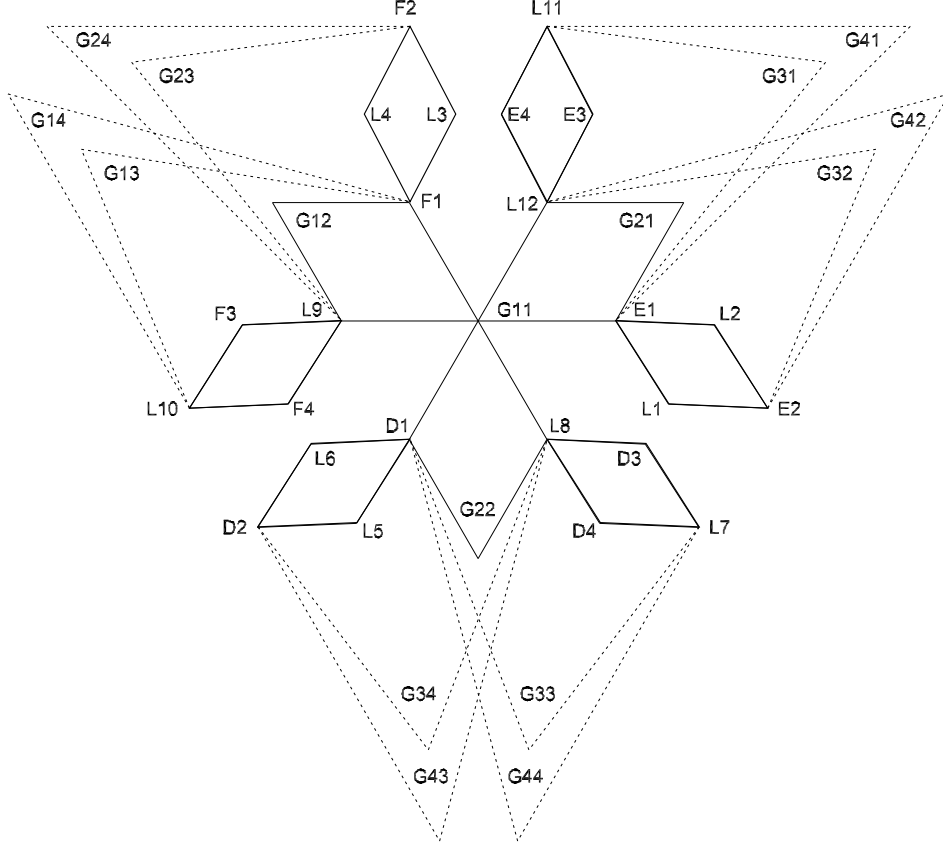 F2 L11
G24 G41
G23 G31
G14 L4 L3 E4 E3 G42
G13 G32
F1 L12
G12 G21
F3 L9 G11 E1 L2
L10 F4 L1 E2
D1 L8
L6 D3
G22
D2 L5 D4 L7
G34 G33
G43 G44